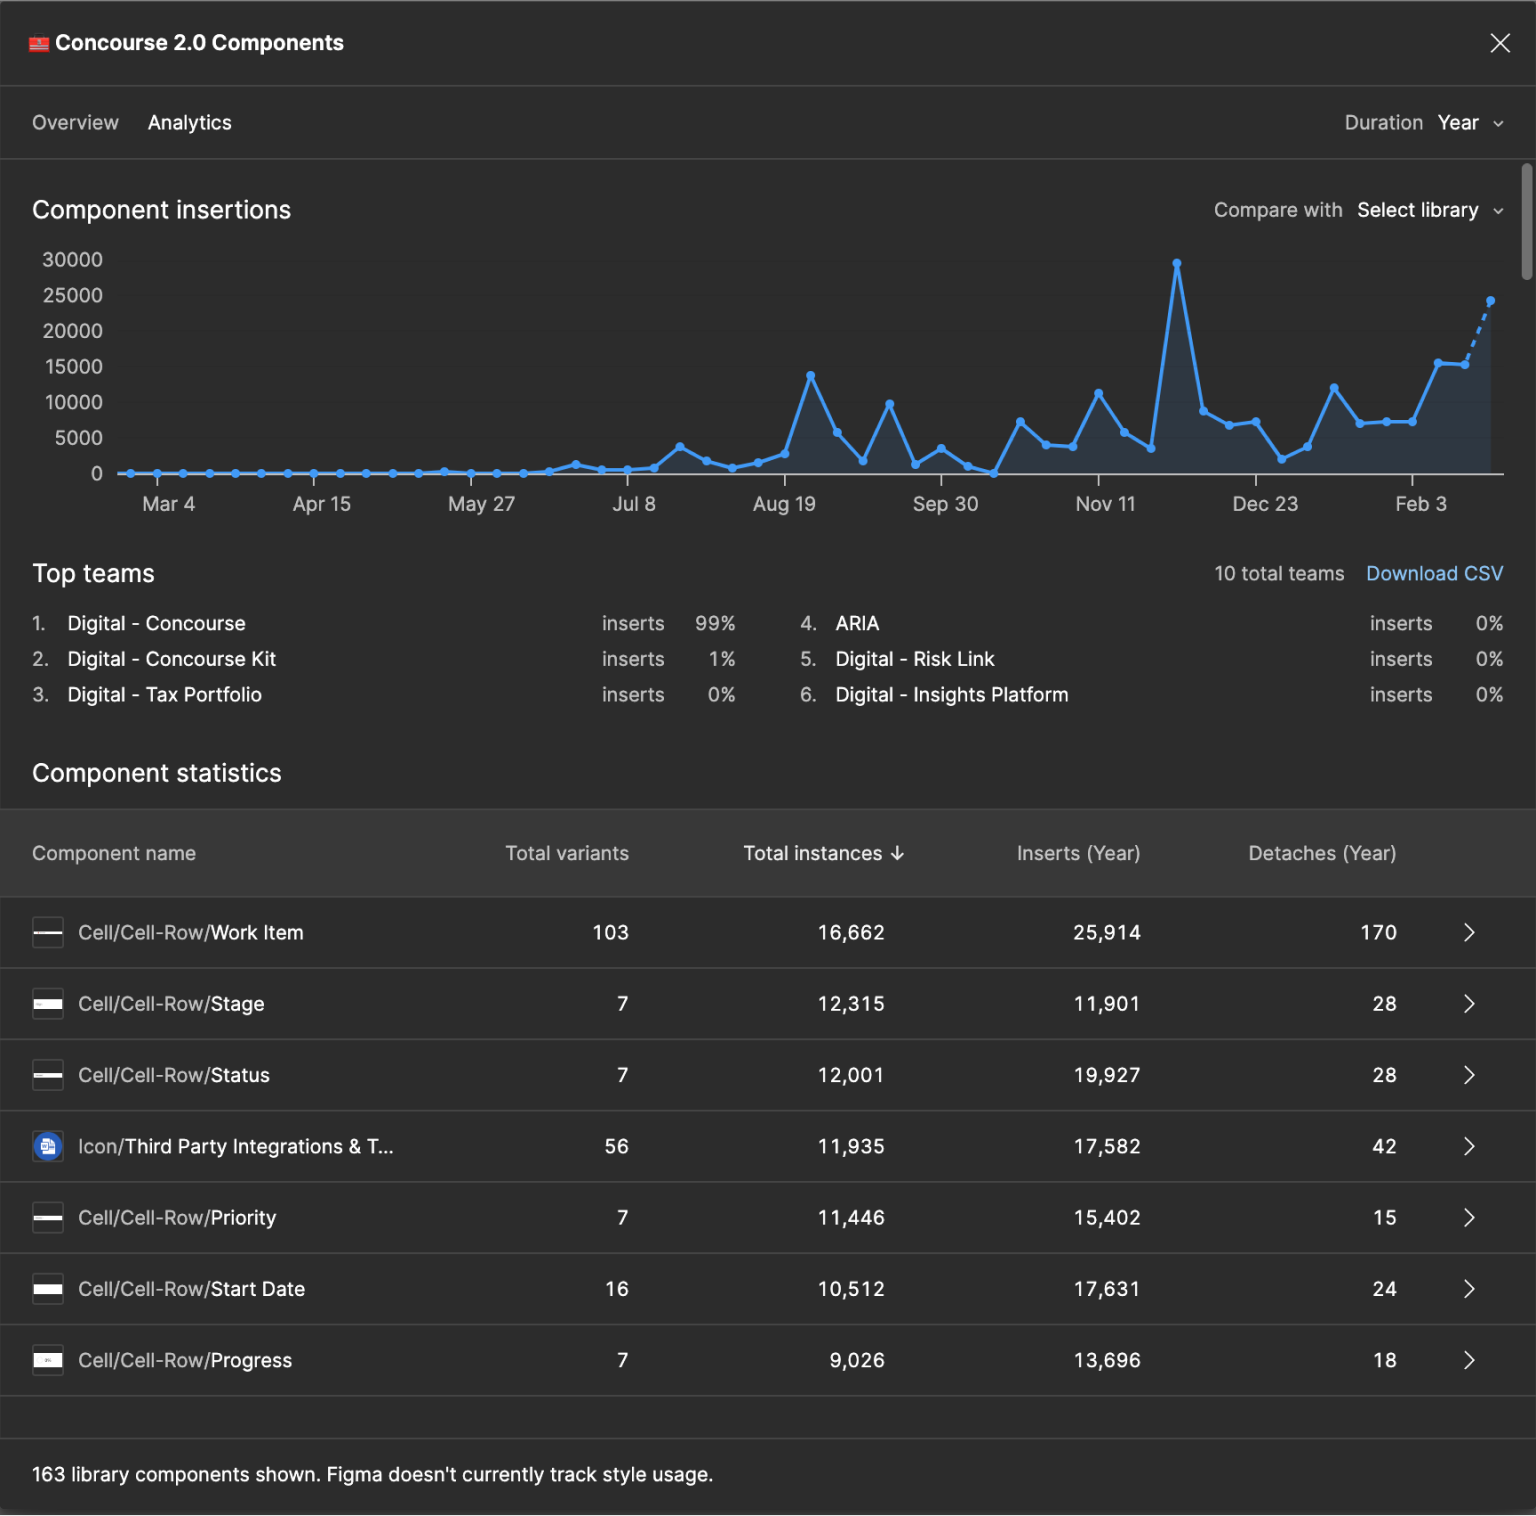 Concourse 2.0 Components
Overview Analytics Duration Year
Component insertions Compare with Select library
30000
25000
20000
15000
10000
5000
0
Mar 4 Apr 15 May 27 Jul 8 Aug 19 Sep 30 Nov 11 Dec 23 Feb 3
Top teams 10 total teams Download CSV
1. Digital - Concourse inserts 99% 4. ARIA inserts 0%
2. Digital - Concourse Kit inserts 1% 5. Digital - Risk Link inserts 0%
3. Digital - Tax Portfolio inserts 0% 6. Digital - Insights Platform inserts 0%
Component statistics
Component name Total variants Total instances ↓ Inserts (Year) Detaches (Year)
Cell/Cell-Row/Work Item 103 16,662 25,914 170
Cell/Cell-Row/Stage 7 12,315 11,901 28
Cell/Cell-Row/Status 7 12,001 19,927 28
Icon/Third Party Integrations & T... 56 11,935 17,582 42
Cell/Cell-Row/Priority 7 11,446 15,402 15
Cell/Cell-Row/Start Date 16 10,512 17,631 24
Cell/Cell-Row/Progress 7 9,026 13,696 18
163 library components shown. Figma doesn't currently track style usage.